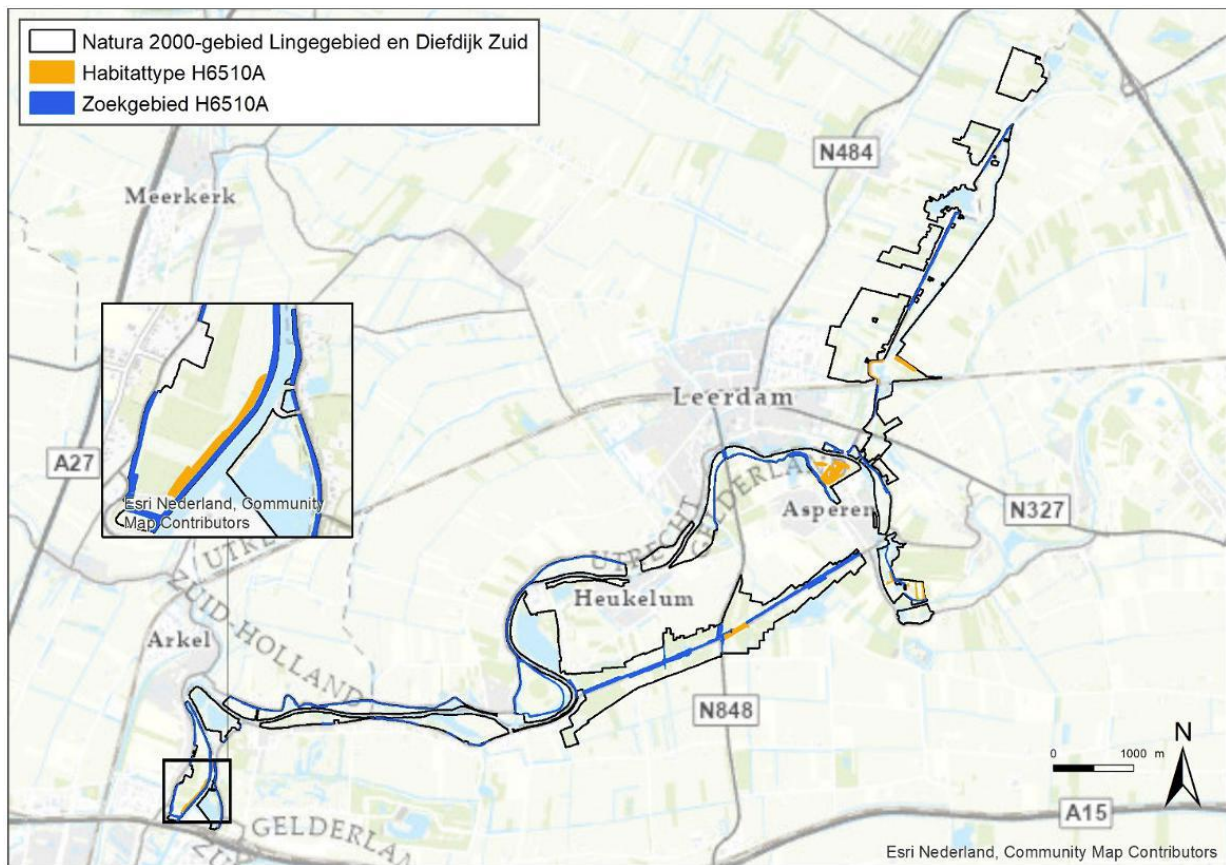 Natura 2000-gebied Lingegebied en Diefdijk Zuid
Habitattype H6510A
Zoekgebied H6510A
N484
Meerkerk
Leerdam
A27
Esri Nederland, Community
Map Contributors
GELDERLAND
Asperen
N327
UTRECHT
Heukelum
ZUID-HOLLAND
Arkel
N848
N
0 1000 m
GELDERLAN
A15
Esri Nederland, Community Map Contributors